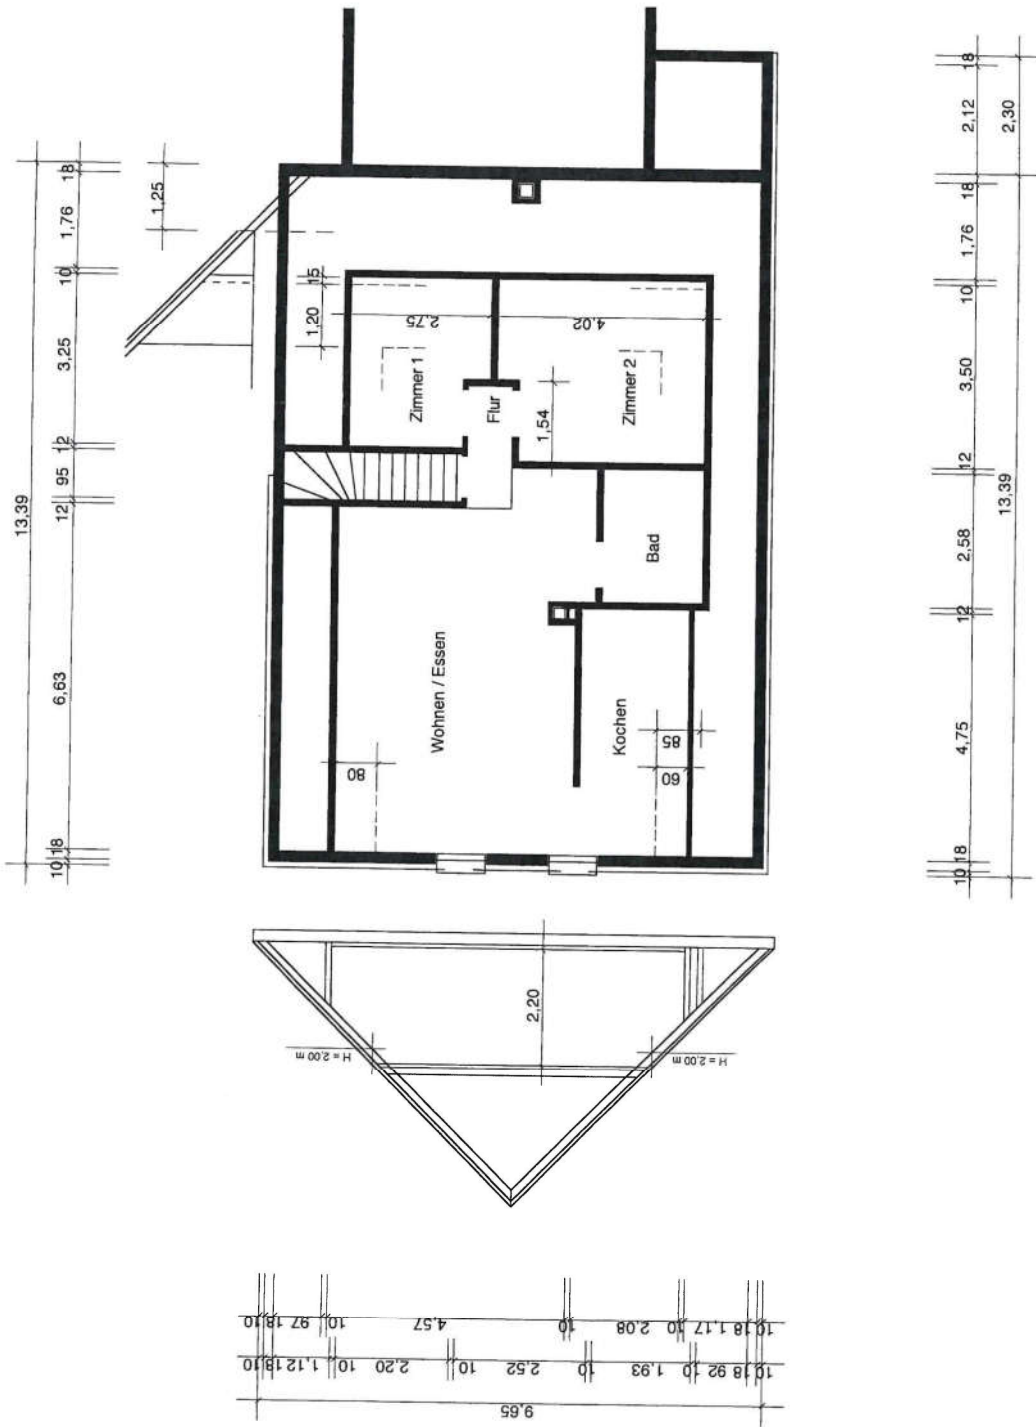 13,39
10 18 6,63 12 95 12 3,25 10 1,76 18
1,25
15
1,20
2,75
4,02
Zimmer 1
Flur
Zimmer 2
1,54
Bad
Wohnen / Essen
Kochen
80
85
60
10 18 4,75 12 2,58 12 3,50 10 1,76 18 2,12 18
13,39 2,30
2,20
H = 2,00 m
H = 2,00 m
10 18 1,17 10 2,08 10 4,57 10 97 18 10
10 18 92 10 1,93 10 2,52 10 2,20 10 1,12 18 10
9,65